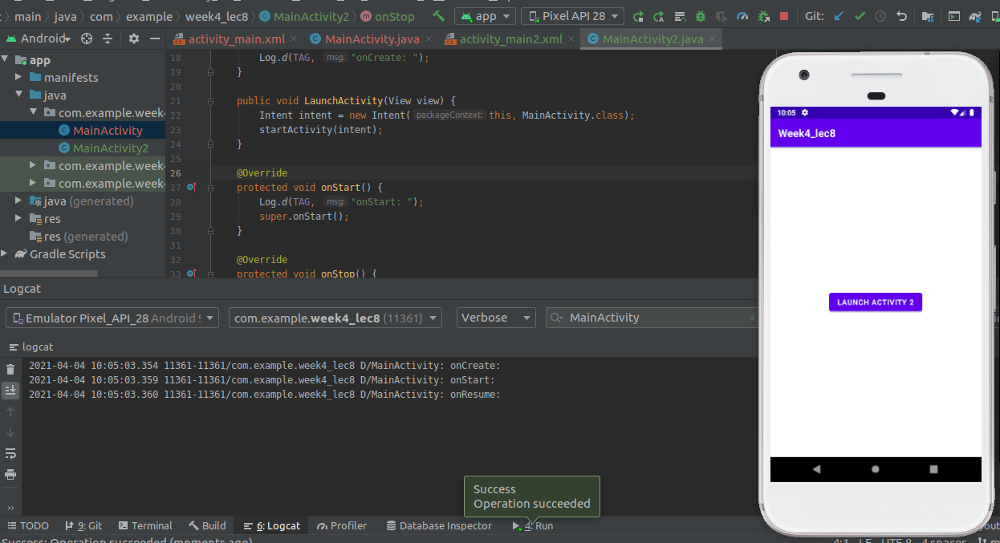 main java com example week4_lec8 MainActivity2 onStop app Pixel API 28 Git:
Android activity_main.xml MainActivity.java activity_main2.xml MainActivity2.java
app
manifests
java
com.example.week4
MainActivity
MainActivity2
com.example.week4
com.example.week4
java (generated)
res
res (generated)
Gradle Scripts
18 Log.d(TAG, msg: "onCreate: ");
19 }
20
21 public void LaunchActivity(View view) {
22 Intent intent = new Intent( packageContext: this, MainActivity.class);
23 startActivity(intent);
24 }
25
26 @Override
27 protected void onStart() {
28 Log.d(TAG, msg: "onStart: ");
29 super.onStart();
30 }
31
32 @Override
33 protected void onStop() {
Logcat
Emulator Pixel_API_28 Android com.example.week4_lec8 (11361) Verbose MainActivity
logcat
2021-04-04 10:05:03.354 11361-11361/com.example.week4_lec8 D/MainActivity: onCreate:
2021-04-04 10:05:03.359 11361-11361/com.example.week4_lec8 D/MainActivity: onStart:
2021-04-04 10:05:03.360 11361-11361/com.example.week4_lec8 D/MainActivity: onResume:
Success
Operation succeeded
TODO 9: Git Terminal Build 6: Logcat Profiler Database Inspector 4: Run
Success: Operation succeeded (moments ago) 4:1 LF UTF-8 4 spaces
10:05
Week4_lec8
LAUNCH ACTIVITY 2